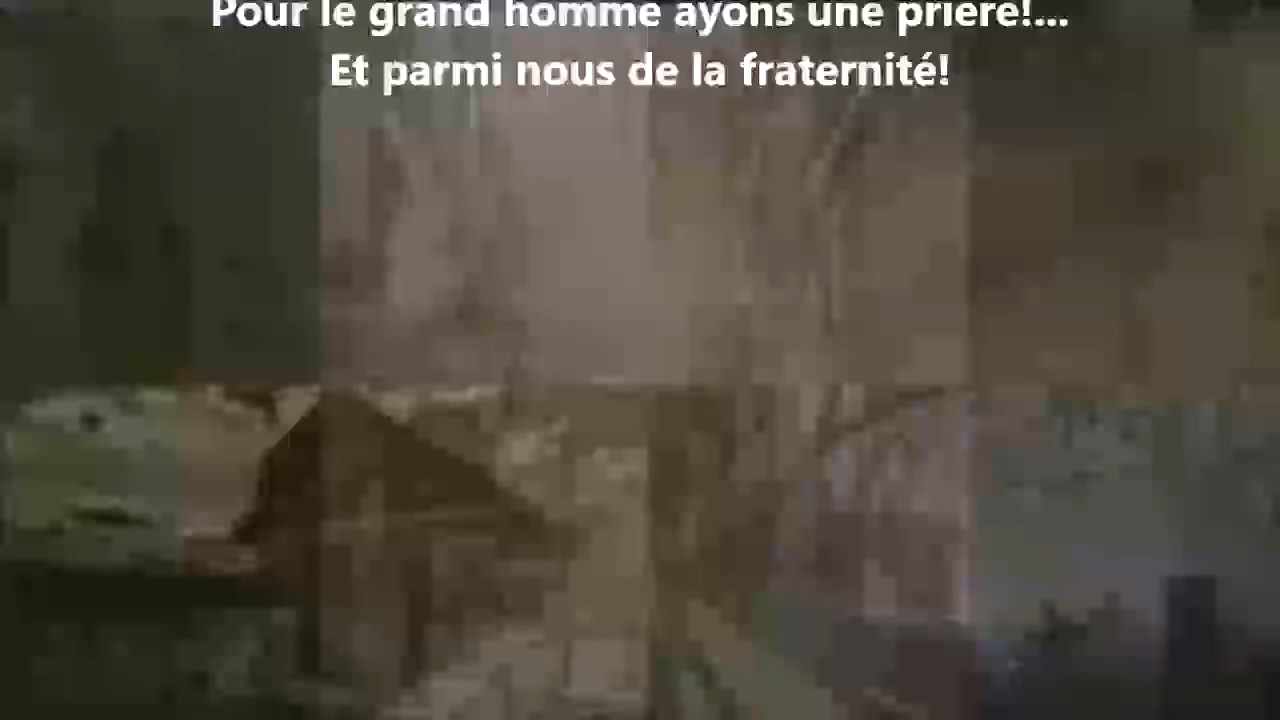 Pour le grand homme ayons une prière!...
Et parmi nous de la fraternité!